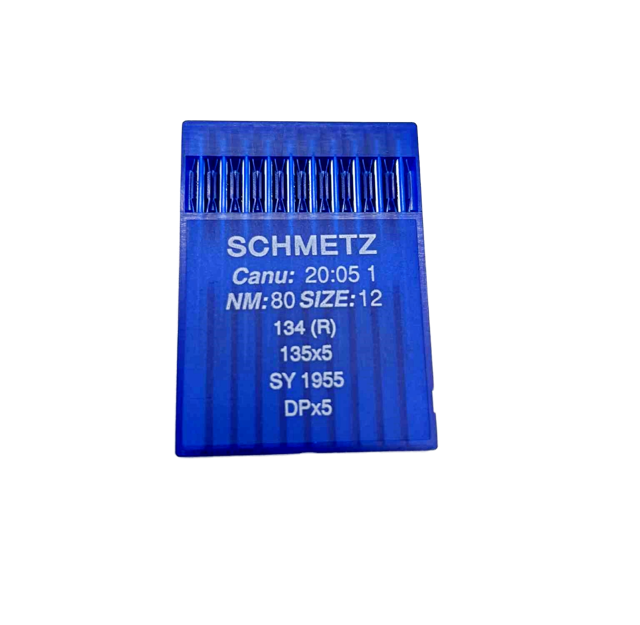 SCHMETZ
Canu: 20:05 1
NM:80 SIZE:12
134 (R)
135x5
SY 1955
DPx5